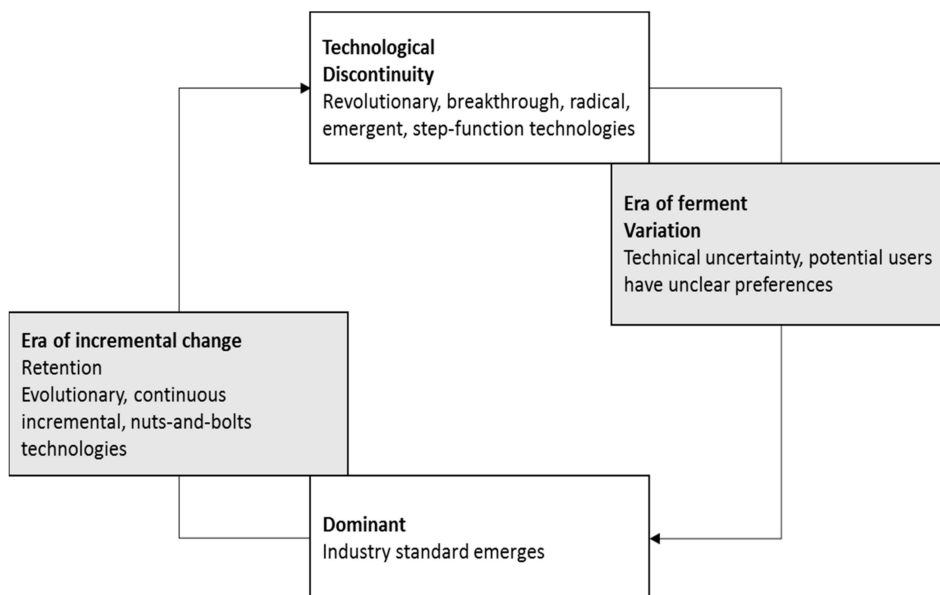 Technological
Discontinuity
Revolutionary, breakthrough, radical,
emergent, step-function technologies
Era of ferment
Variation
Technical uncertainty, potential users
have unclear preferences
Era of incremental change
Retention
Evolutionary, continuous
incremental, nuts-and-bolts
technologies
Dominant
Industry standard emerges